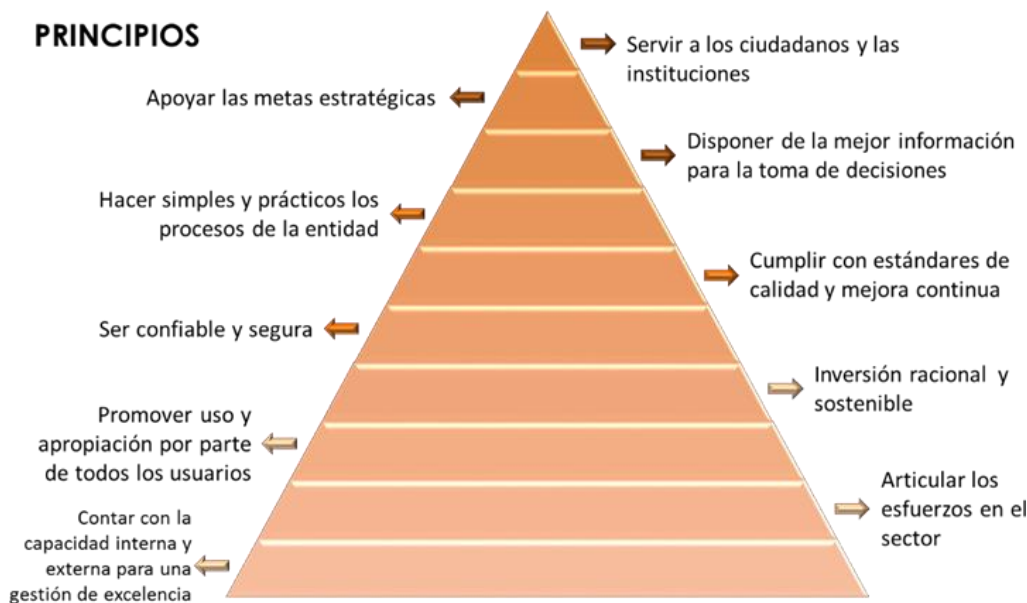 PRINCIPIOS
Servir a los ciudadanos y las
instituciones
Apoyar las metas estratégicas
Disponer de la mejor información
para la toma de decisiones
Hacer simples y prácticos los
procesos de la entidad
Cumplir con estándares de
calidad y mejora continua
Ser confiable y segura
Inversión racional y
sostenible
Promover uso y
apropiación por parte
de todos los usuarios
Articular los
esfuerzos en el
sector
Contar con la
capacidad interna y
externa para una
gestión de excelencia